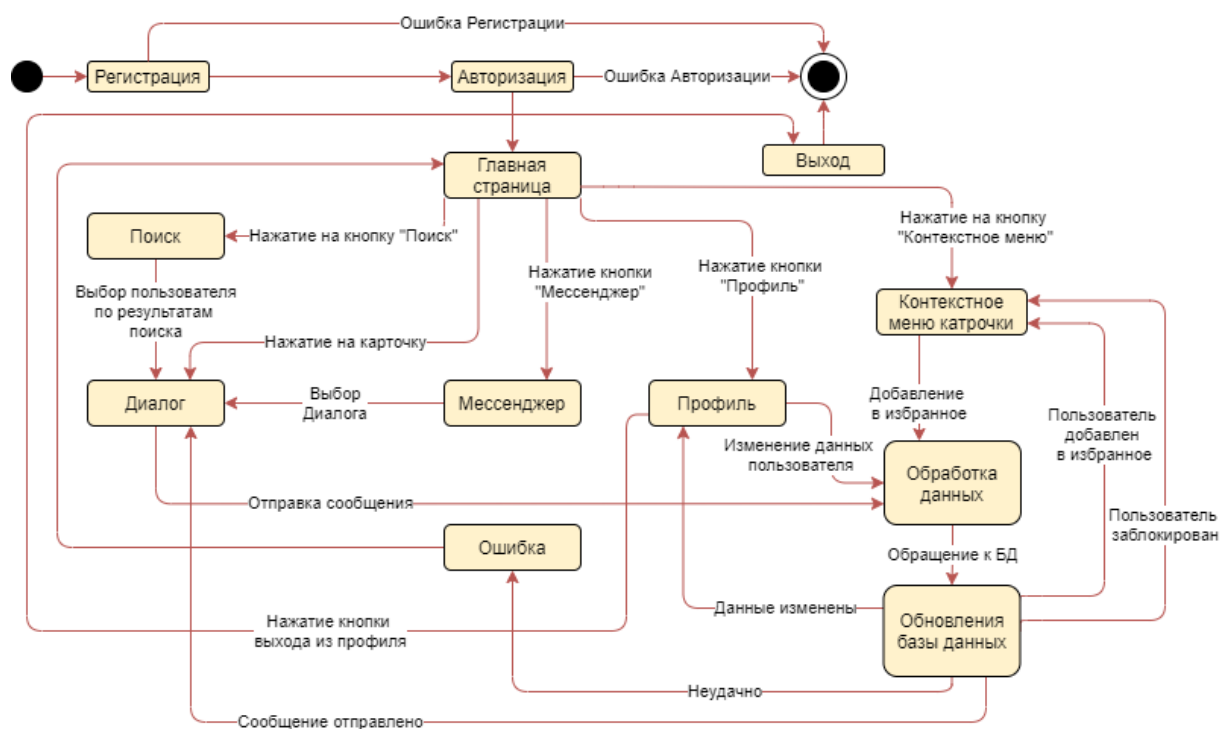 Ошибка Регистрации
Регистрация
Авторизация
Ошибка Авторизации
Выход
Главная
страница
Поиск
Нажатие на кнопку "Поиск"
Нажатие на кнопку
"Контекстное меню"
Нажатие кнопки
"Мессенджер"
Нажатие кнопки
"Профиль"
Выбор пользователя
по результатам
поиска
Контекстное
меню катрочки
Нажатие на карточку
Диалог
Выбор
Диалога
Мессенджер
Профиль
Добавление
в избранное
Пользователь
добавлен
в избранное
Изменение данных
пользователя
Обработка
данных
Отправка сообщения
Пользователь
заблокирован
Ошибка
Обращение к БД
Данные изменены
Обновления
базы данных
Нажатие кнопки
выхода из профиля
Неудачно
Сообщение отправлено